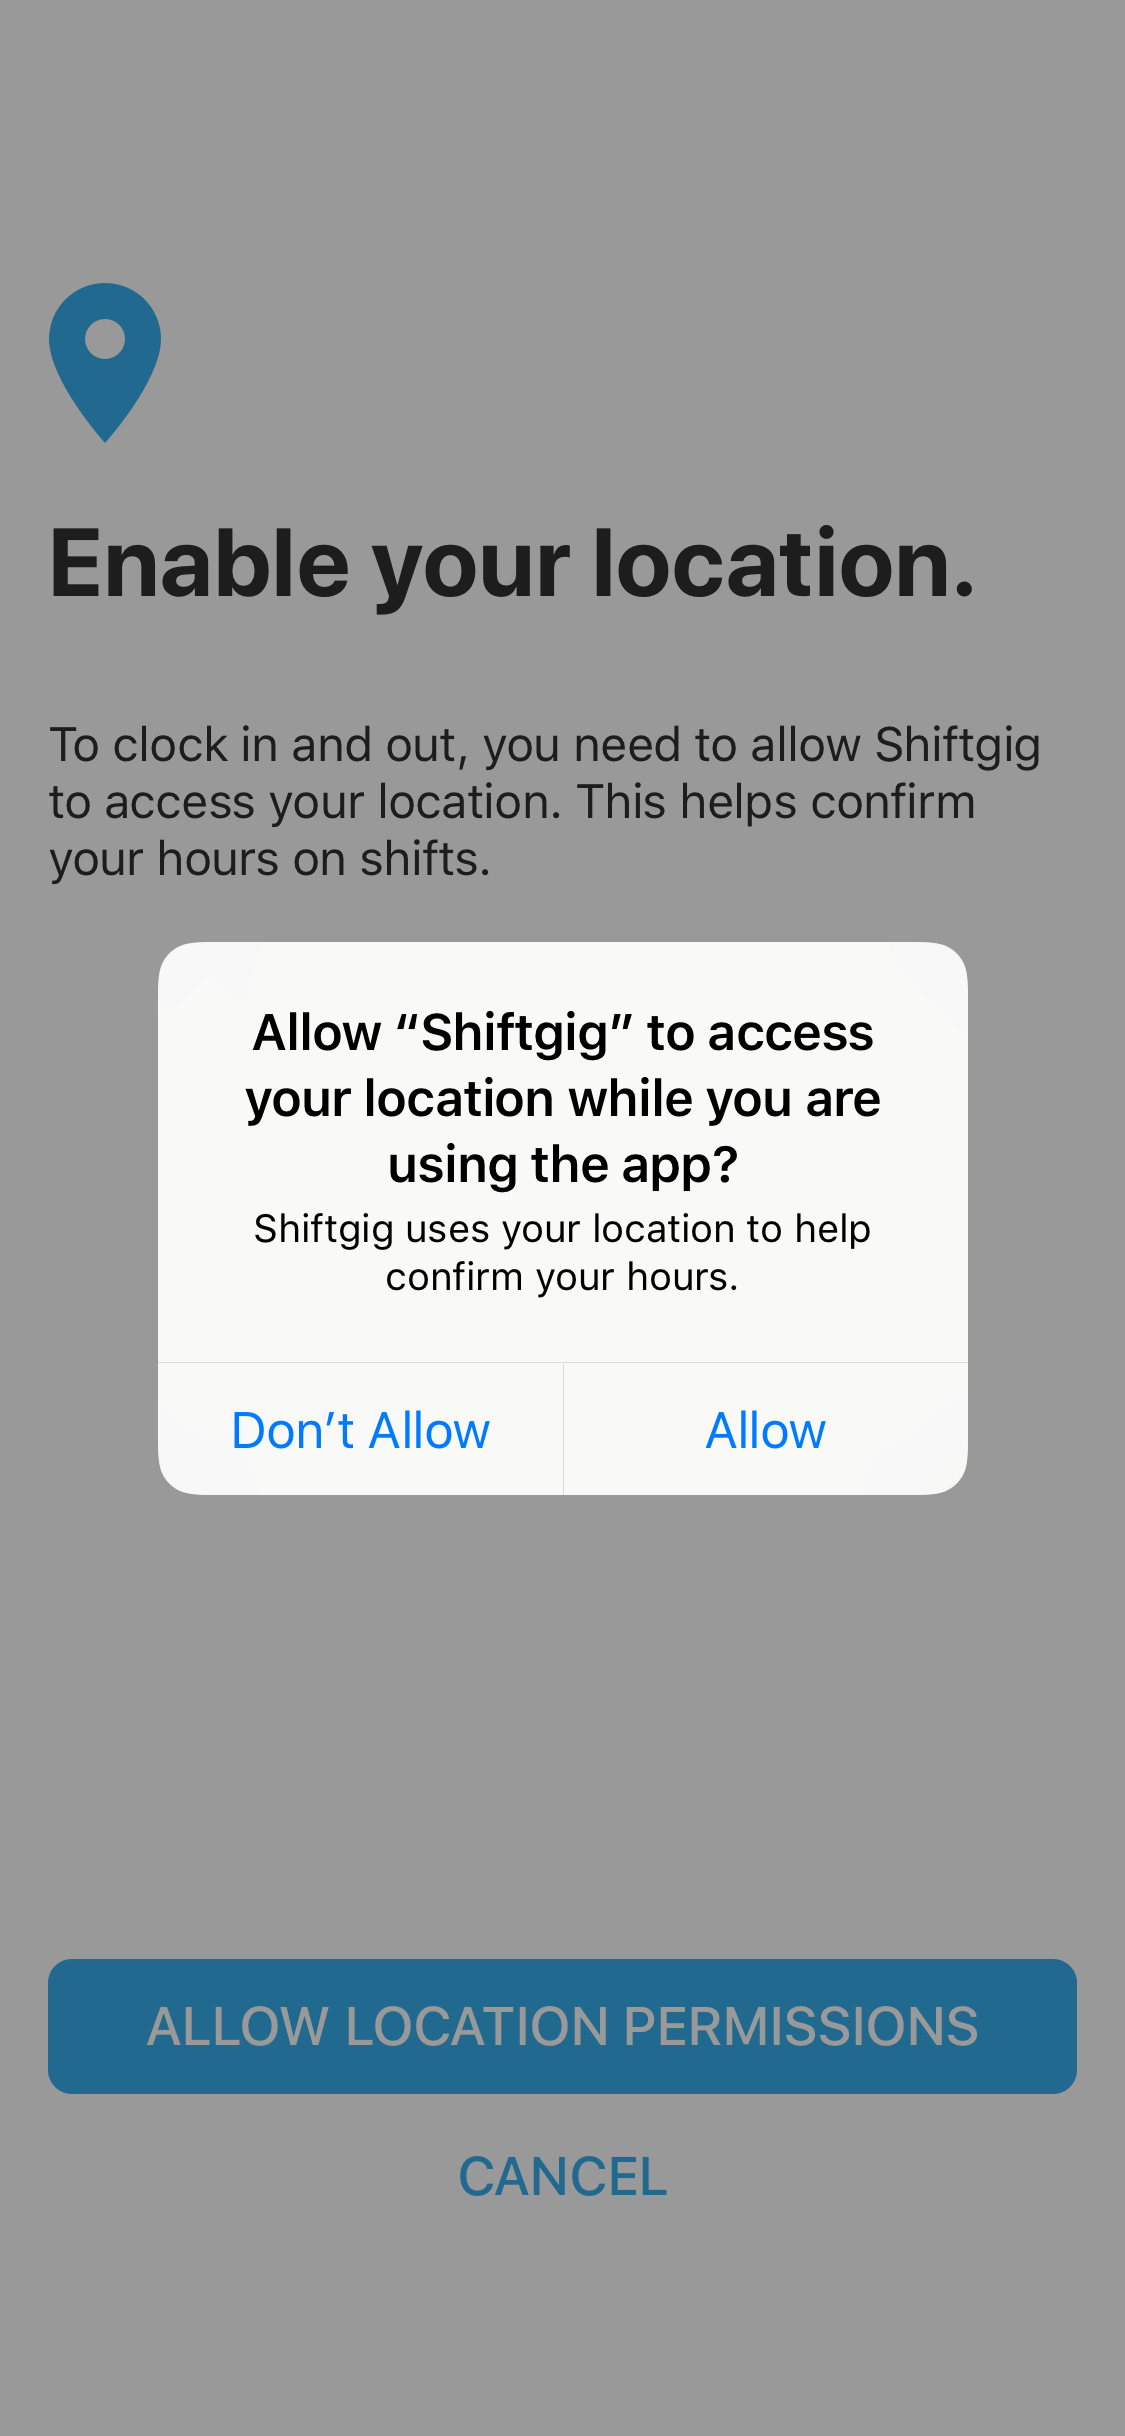 Enable your location.
To clock in and out, you need to allow Shiftgig
to access your location. This helps confirm
your hours on shifts.
Allow “Shiftgig” to access
your location while you are
using the app?
Shiftgig uses your location to help
confirm your hours.
Don’t Allow
Allow
ALLOW LOCATION PERMISSIONS
CANCEL